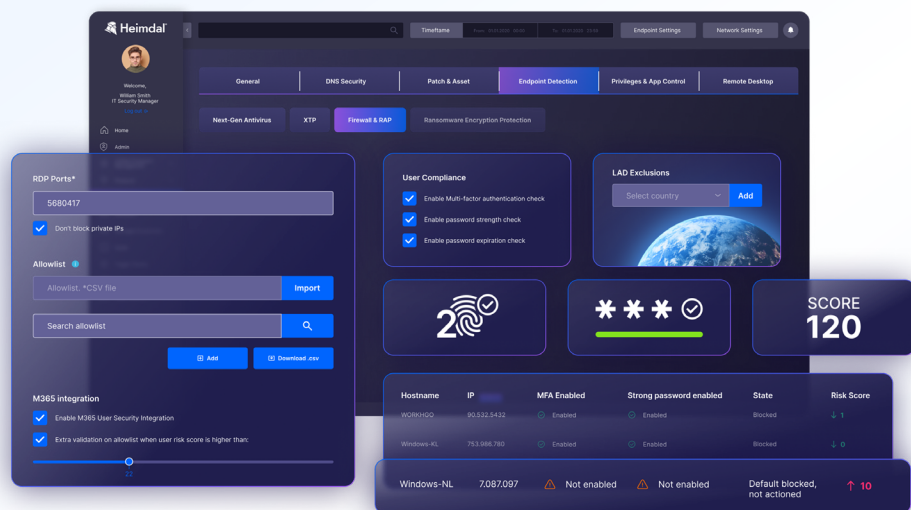 Heimdal
Timeframe
Endpoint Settings
Network Settings
Welcome,
William Smith
IT Security Manager
General
DNS Security
Patch & Asset
Endpoint Detection
Privileges & App Control
Remote Desktop
Next-Gen Antivirus
XTP
Firewall & RAP
Ransomware Encryption Protection
Home
Admin
RDP Ports*
5680417
Don't block private IPs
Allowlist
Allowlist. *CSV file
Import
Search allowlist
Add
Download .csv
M365 integration
Enable M365 User Security Integration
Extra validation on allowlist when user risk score is higher than:
22
User Compliance
Enable Multi-factor authentication check
Enable password strength check
Enable password expiration check
LAD Exclusions
Select country
Add
2
***
SCORE
120
Hostname IP MFA Enabled Strong password enabled State Risk Score
WORKHOO 90.532.5432 Enabled Enabled Blocked 1
Windows-KL 753.986.780 Enabled Enabled Blocked 0
Windows-NL 7.087.097 Not enabled Not enabled Default blocked, not actioned 10